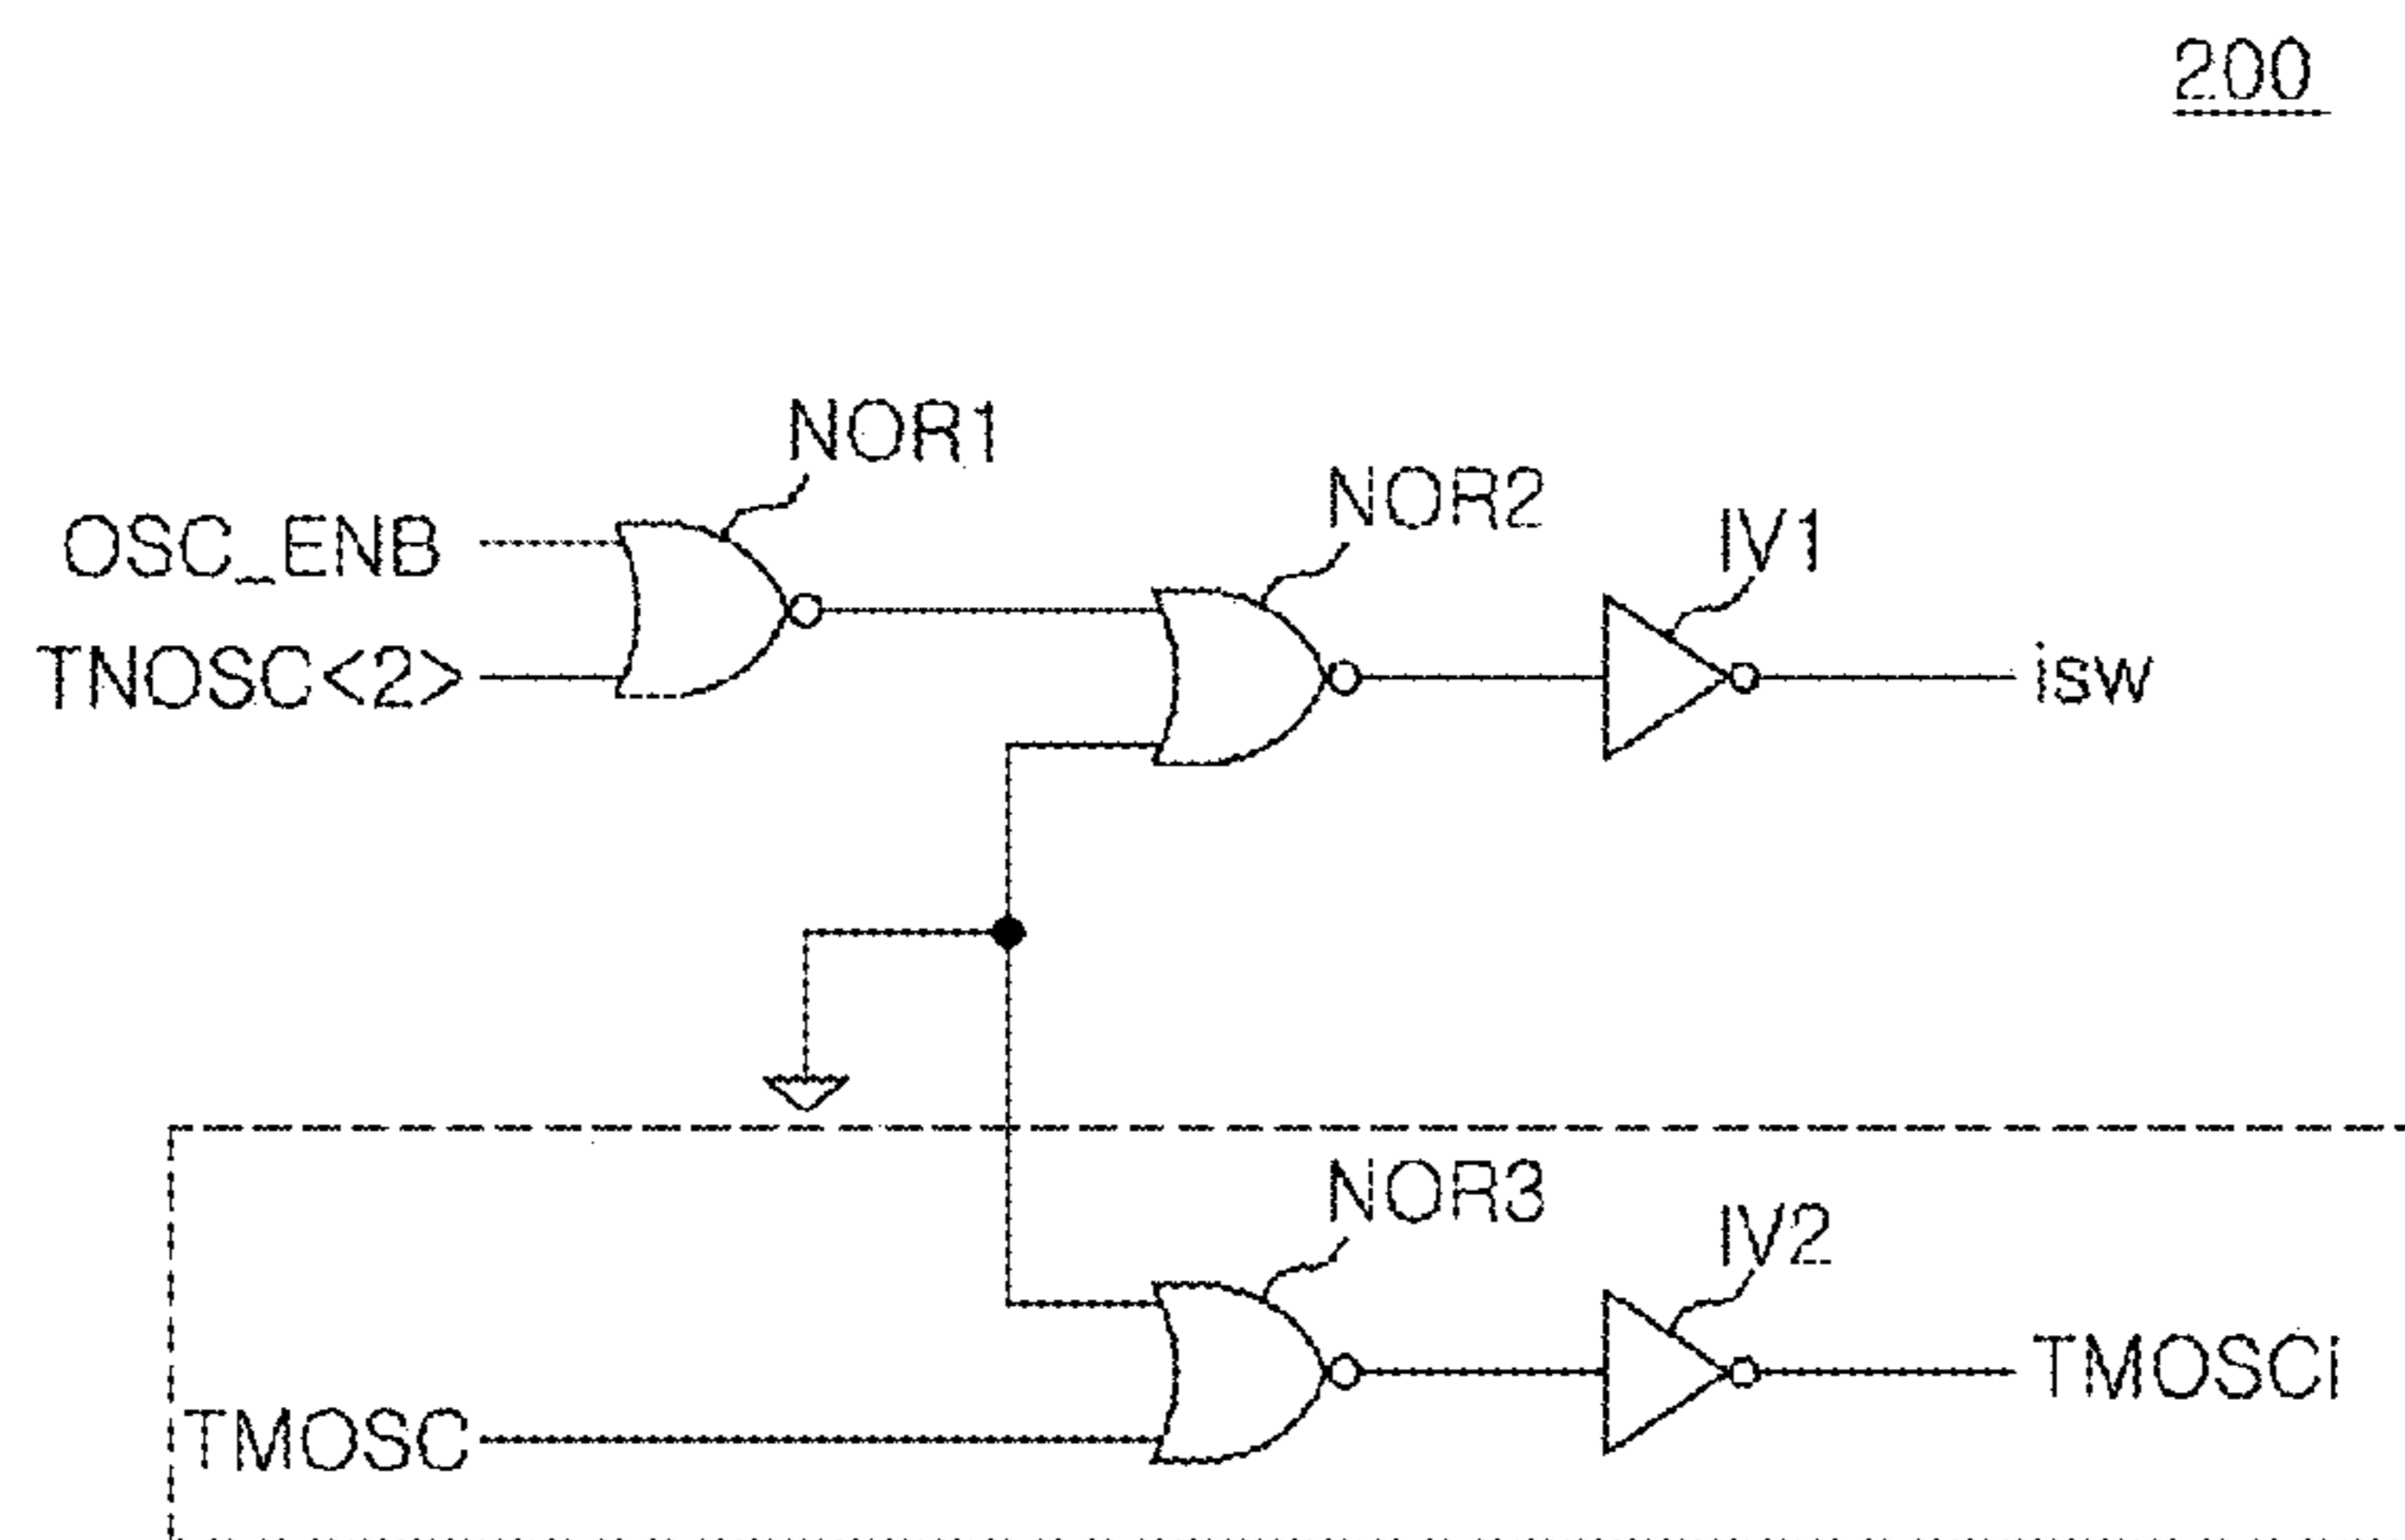 200
NOR1
NOR2
IV1
OSC_ENB
TNOSC<2>
isw
NOR3
IV2
TMOSC
TMOSCi